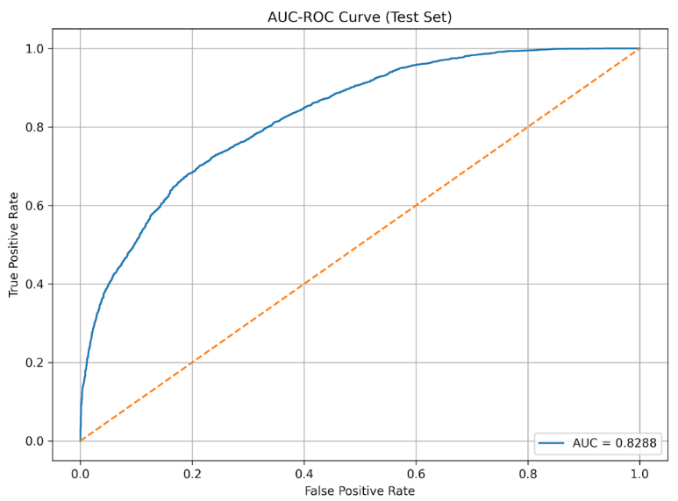 AUC-ROC Curve (Test Set)
True Positive Rate
1.0
0.8
0.6
0.4
0.2
0.0
0.0 0.2 0.4 0.6 0.8 1.0
False Positive Rate
AUC = 0.8288